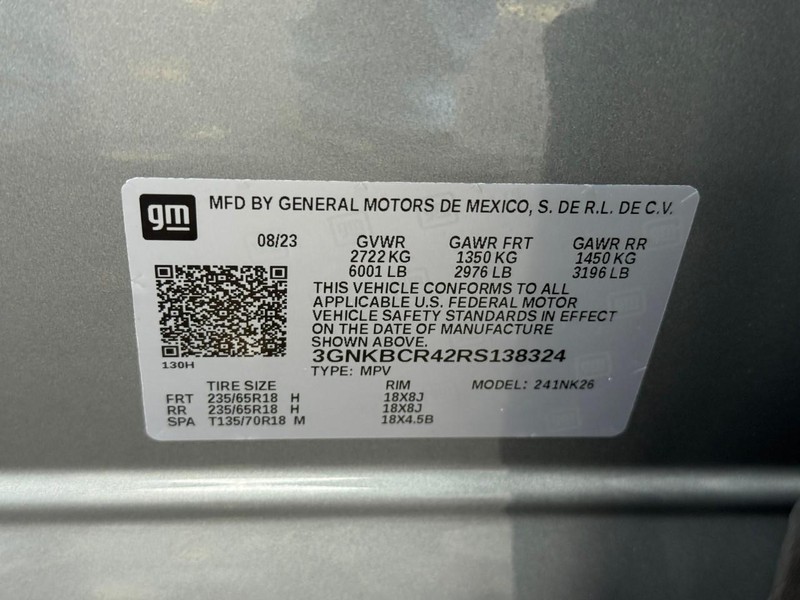 gm MFD BY GENERAL MOTORS DE MEXICO, S. DE R.L. DE C.V.
08/23 GVWR GAWR FRT GAWR RR
2722 KG 1350 KG 1450 KG
6001 LB 2976 LB 3196 LB
THIS VEHICLE CONFORMS TO ALL
APPLICABLE U.S. FEDERAL MOTOR
VEHICLE SAFETY STANDARDS IN EFFECT
ON THE DATE OF MANUFACTURE
SHOWN ABOVE.
3GNKBCR42RS138324
130H
TYPE: MPV
TIRE SIZE RIM MODEL: 241NK26
FRT 235/65R18 H 18X8J
RR 235/65R18 H 18X8J
SPA T135/70R18 M 18X4.5B